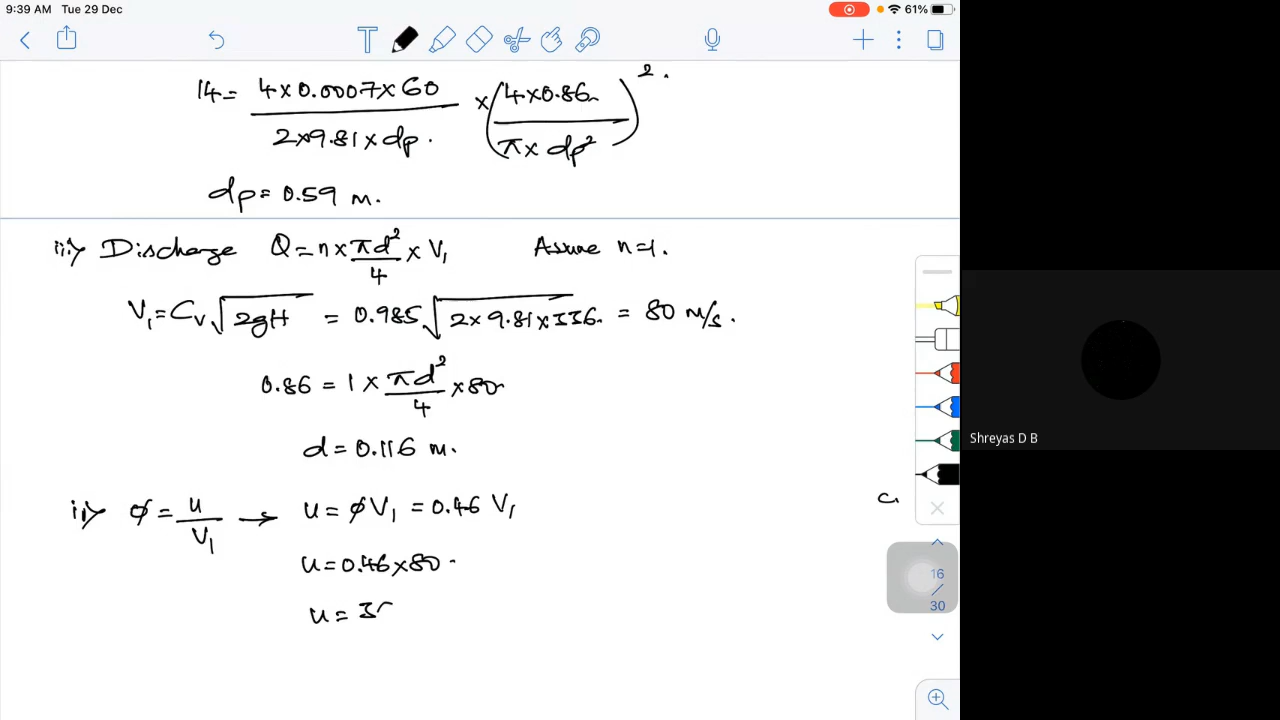 9:39 AM Tue 29 Dec 61%
14 = (4×0.0007×60)/(2×9.81×dp) × (4×0.86/π×dp²)².
dp = 0.59 m.
iii) Discharge Q = n × πd²/4 × V₁ Assume n=1.
V₁ = Cv√2gH = 0.985 √2×9.81×336 = 80 m/s.
0.86 = 1 × πd²/4 × 80
d = 0.116 m.
ii) ϕ = u/V₁ → u = ϕV₁ = 0.46 V₁
u = 0.46×80
u = 3
Shreyas D B
16
/
30